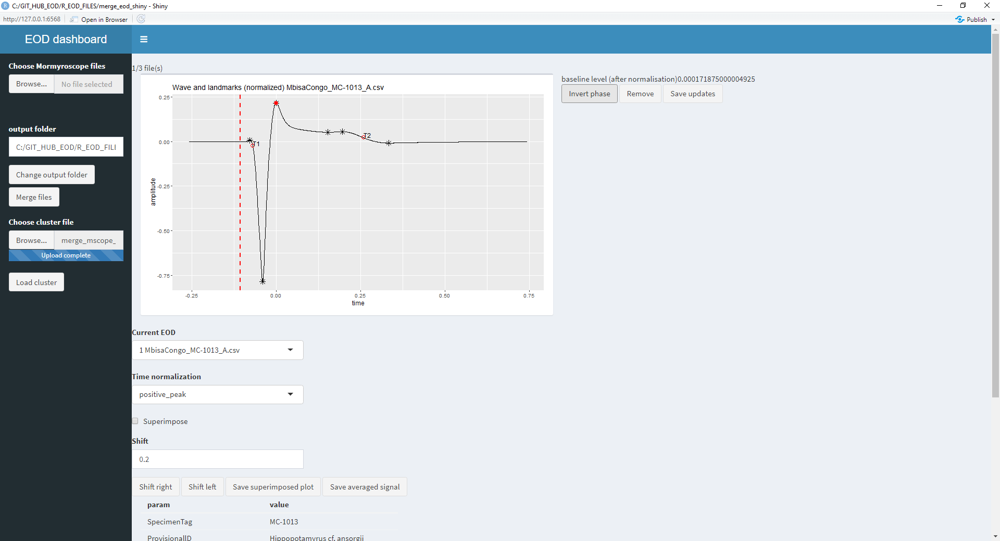 C:/GIT_HUB_EOD/R_EOD_FILES/merge_eod_shiny - Shiny
http://127.0.0.1:6568
Open in Browser
Publish
EOD dashboard
Choose Mormyroscope files
Browse...
No file selected
output folder
C:/GIT_HUB_EOD/R_EOD_FILI
Change output folder
Merge files
Choose cluster file
Browse...
merge_mscope_
Upload complete
Load cluster
1/3 file(s)
Wave and landmarks (normalized) MbisaCongo_MC-1013_A.csv
0.25
0.00
-0.25
-0.50
-0.75
amplitude
T1
T2
-0.25
0.00
0.25
0.50
0.75
time
baseline level (after normalisation)0.000171875000004925
Invert phase
Remove
Save updates
Current EOD
1 MbisaCongo_MC-1013_A.csv
Time normalization
positive_peak
Superimpose
Shift
0.2
Shift right
Shift left
Save superimposed plot
Save averaged signal
param value
SpecimenTag MC-1013
ProvisionalID Hippopotamyrus cf. ansorgii